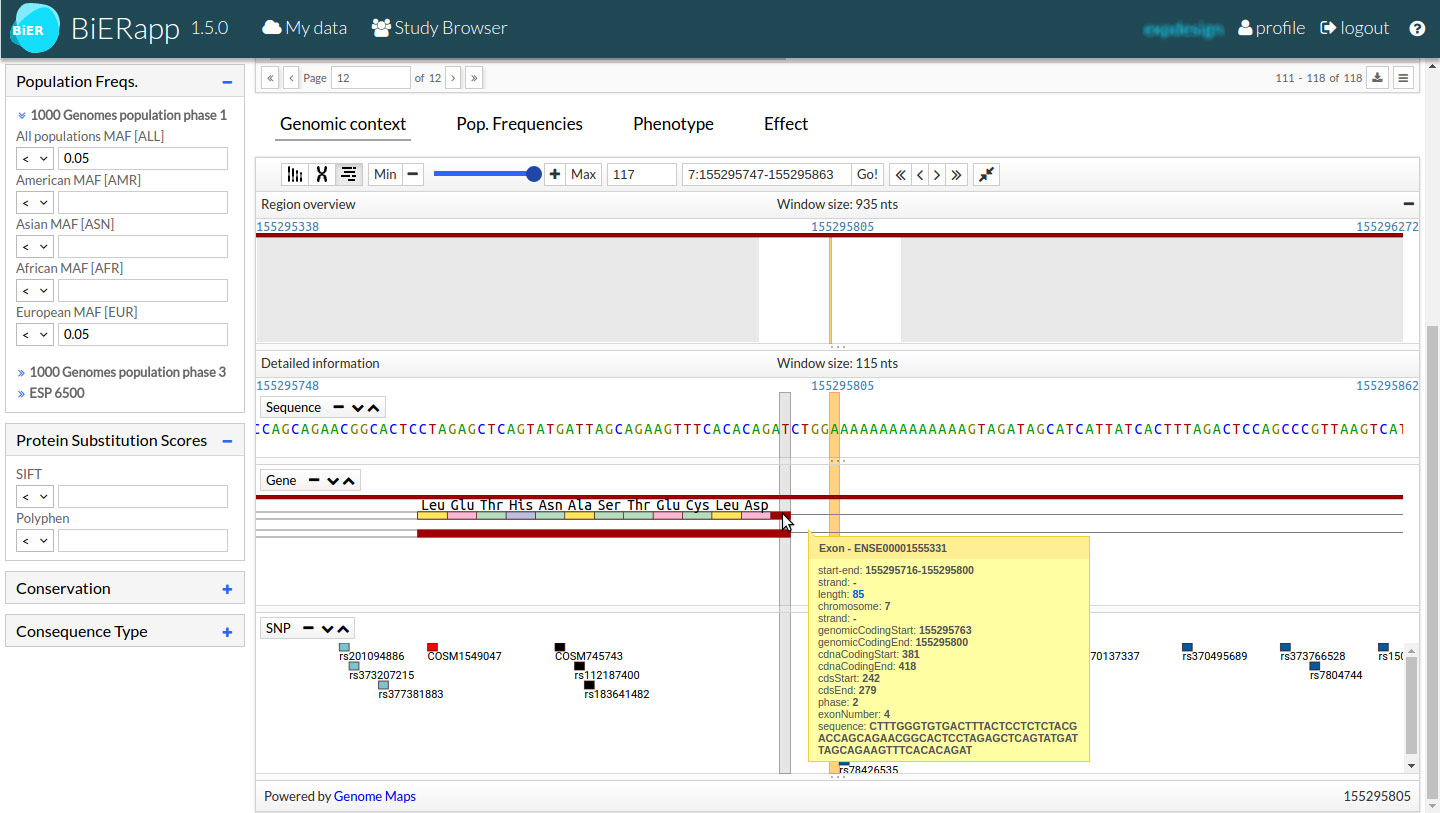 BiER BiERapp 1.5.0 My data Study Browser profile logout ?
Population Freqs.
1000 Genomes population phase 1
All populations MAF [ALL]
< 0.05
American MAF [AMR]
<
Asian MAF [ASN]
<
African MAF [AFR]
<
European MAF [EUR]
< 0.05
1000 Genomes population phase 3
ESP 6500
Protein Substitution Scores
SIFT
<
Polyphen
<
Conservation
Consequence Type
« ‹ Page 12 of 12 › » 111 - 118 of 118
Genomic context Pop. Frequencies Phenotype Effect
Min Max 117 7:155295747-155295863 Go!
Region overview Window size: 935 nts
155295338 155295805 155296272
Detailed information Window size: 115 nts
155295748 155295805 155295862
Sequence
CCAGCAGAACGGCACTCCTAGAGCTCAGTATGATTAGCAGAAGTTTCACACAGATCTGGAAAAAAAAAAAAAAAGTAGATAGCATCATTATCACTTTAGACTCCAGCCCGTTAAGTCAT
Gene
Leu Glu Thr His Asn Ala Ser Thr Glu Cys Leu Asp
Exon - ENSE00001555331
start-end: 155295716-155295800
strand: -
length: 85
chromosome: 7
strand: -
genomicCodingStart: 155295763
genomicCodingEnd: 155295800
cdnaCodingStart: 381
cdnaCodingEnd: 418
cdsStart: 242
cdsEnd: 279
phase: 2
exonNumber: 4
sequence: CTTTGGGTGTGACTTTACTCCTCTCTACG
ACCAGCAGAACGGCACTCCTAGAGCTCAGTATGAT
TAGCAGAAGTTTCACACAGAT
SNP
rs201094886 COSM1549047 COSM745743 70137337 rs370495689 rs373766528 rs150
rs373207215 rs112187400 rs7804744
rs377381883 rs183641482
rs78426535
Powered by Genome Maps 155295805